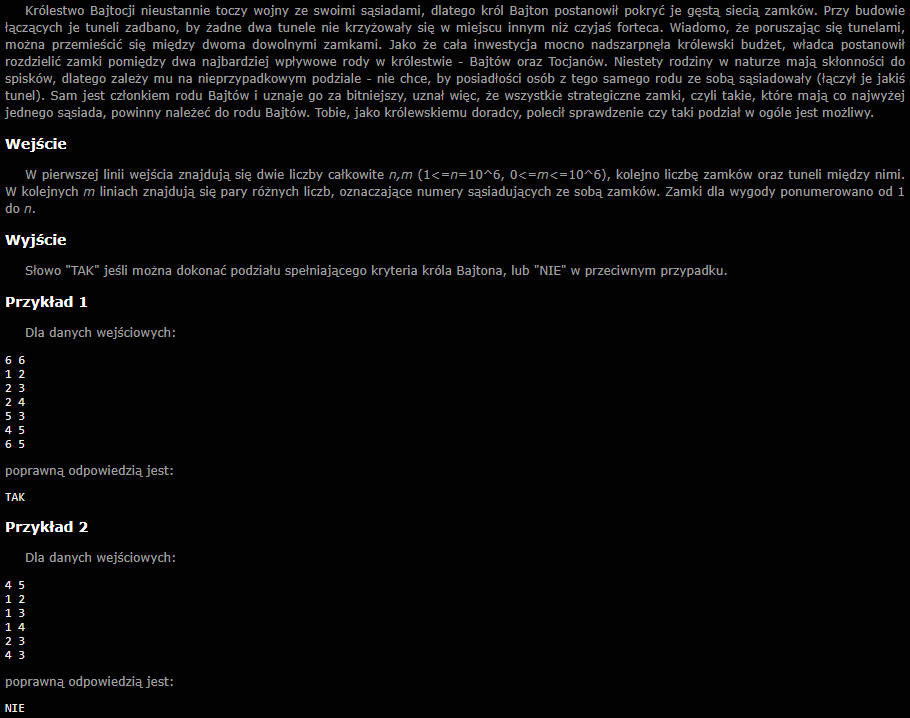 Królestwo Bajtocji nieustannie toczy wojny ze swoimi sąsiadami, dlatego król Bajton postanowił pokryć je gęstą siecią zamków. Przy budowie
łączących je tuneli zadbano, by żadne dwa tunele nie krzyżowały się w miejscu innym niż czyjaś forteca. Wiadomo, że poruszając się tunelami,
można przemieścić się między dwoma dowolnymi zamkami. Jako że cała inwestycja mocno nadszarpnęła królewski budżet, władca postanowił
rozdzielić zamki pomiędzy dwa najbardziej wpływowe rody w królestwie - Bajtów oraz Tocjanów. Niestety rodziny w naturze mają skłonności do
spisków, dlatego zależy mu na nieprzypadkowym podziale - nie chce, by posiadłości osób z tego samego rodu ze sobą sąsiadowały (łączył je jakiś
tunel). Sam jest członkiem rodu Bajtów i uznaje go za bitniejszy, uznał więc, że wszystkie strategiczne zamki, czyli takie, które mają co najwyżej
jednego sąsiada, powinny należeć do rodu Bajtów. Tobie, jako królewskiemu doradcy, polecił sprawdzenie czy taki podział w ogóle jest możliwy.
Wejście
W pierwszej linii wejścia znajdują się dwie liczby całkowite n,m (1<=n=10^6, 0<=m<=10^6), kolejno liczbę zamków oraz tuneli między nimi.
W kolejnych m liniach znajdują się pary różnych liczb, oznaczające numery sąsiadujących ze sobą zamków. Zamki dla wygody ponumerowano od 1
do n.
Wyjście
Słowo "TAK" jeśli można dokonać podziału spełniającego kryteria króla Bajtona, lub "NIE" w przeciwnym przypadku.
Przykład 1
Dla danych wejściowych:
6 6
1 2
2 3
2 4
5 3
4 5
6 5
poprawną odpowiedzią jest:
TAK
Przykład 2
Dla danych wejściowych:
4 5
1 2
1 3
1 4
2 3
4 3
poprawną odpowiedzią jest:
NIE